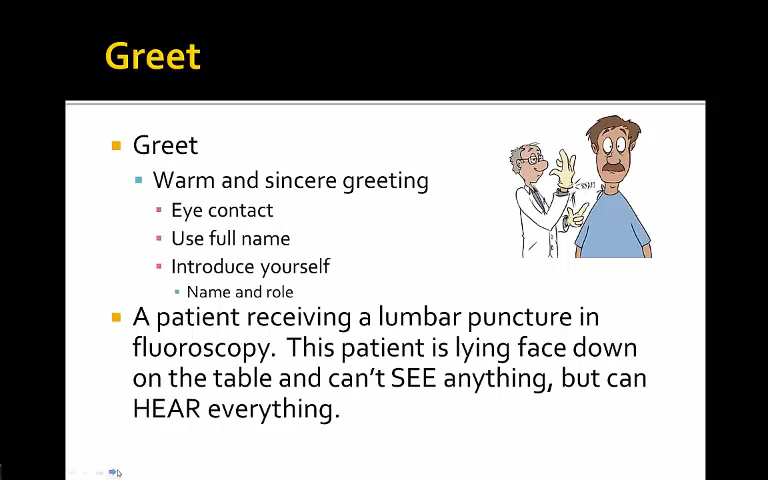 Greet
Greet
Warm and sincere greeting
Eye contact
Use full name
Introduce yourself
Name and role
A patient receiving a lumbar puncture in
fluoroscopy. This patient is lying face down
on the table and can't SEE anything, but can
HEAR everything.